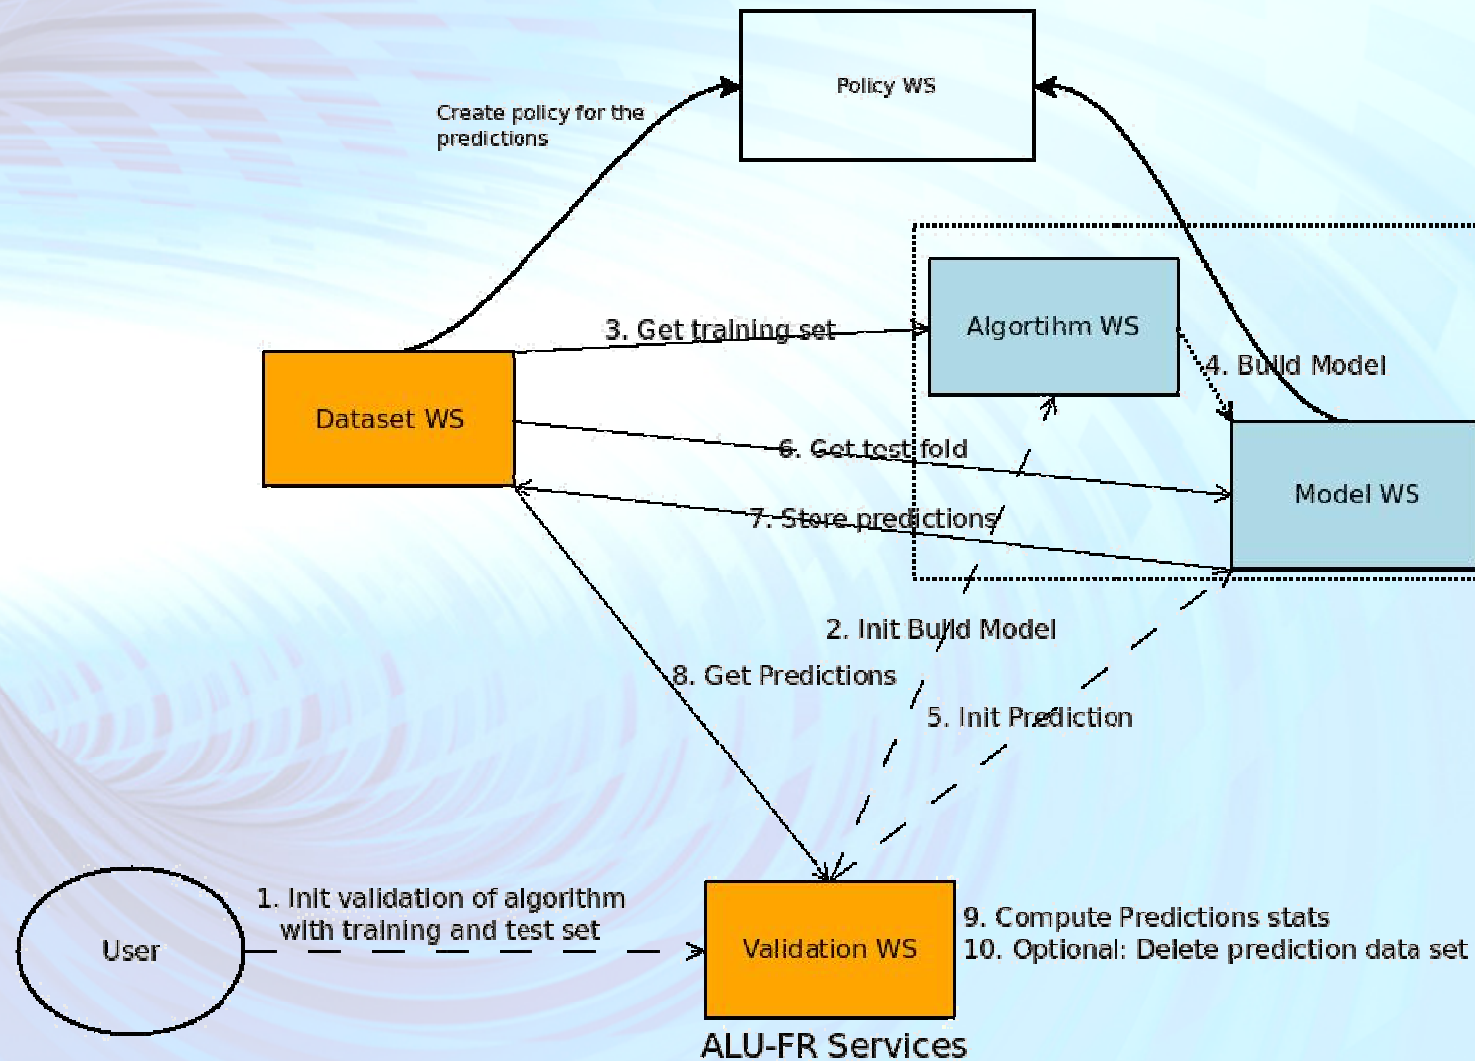 Policy WS
Create policy for the
predictions
3. Get training set
Algortihm WS
4. Build Model
Dataset WS
6. Get test fold
Model WS
7. Store predictions
2. Init Build Model
8. Get Predictions
5. Init Prediction
1. Init validation of algorithm
with training and test set
User
Validation WS
9. Compute Predictions stats
10. Optional: Delete prediction data set
ALU-FR Services